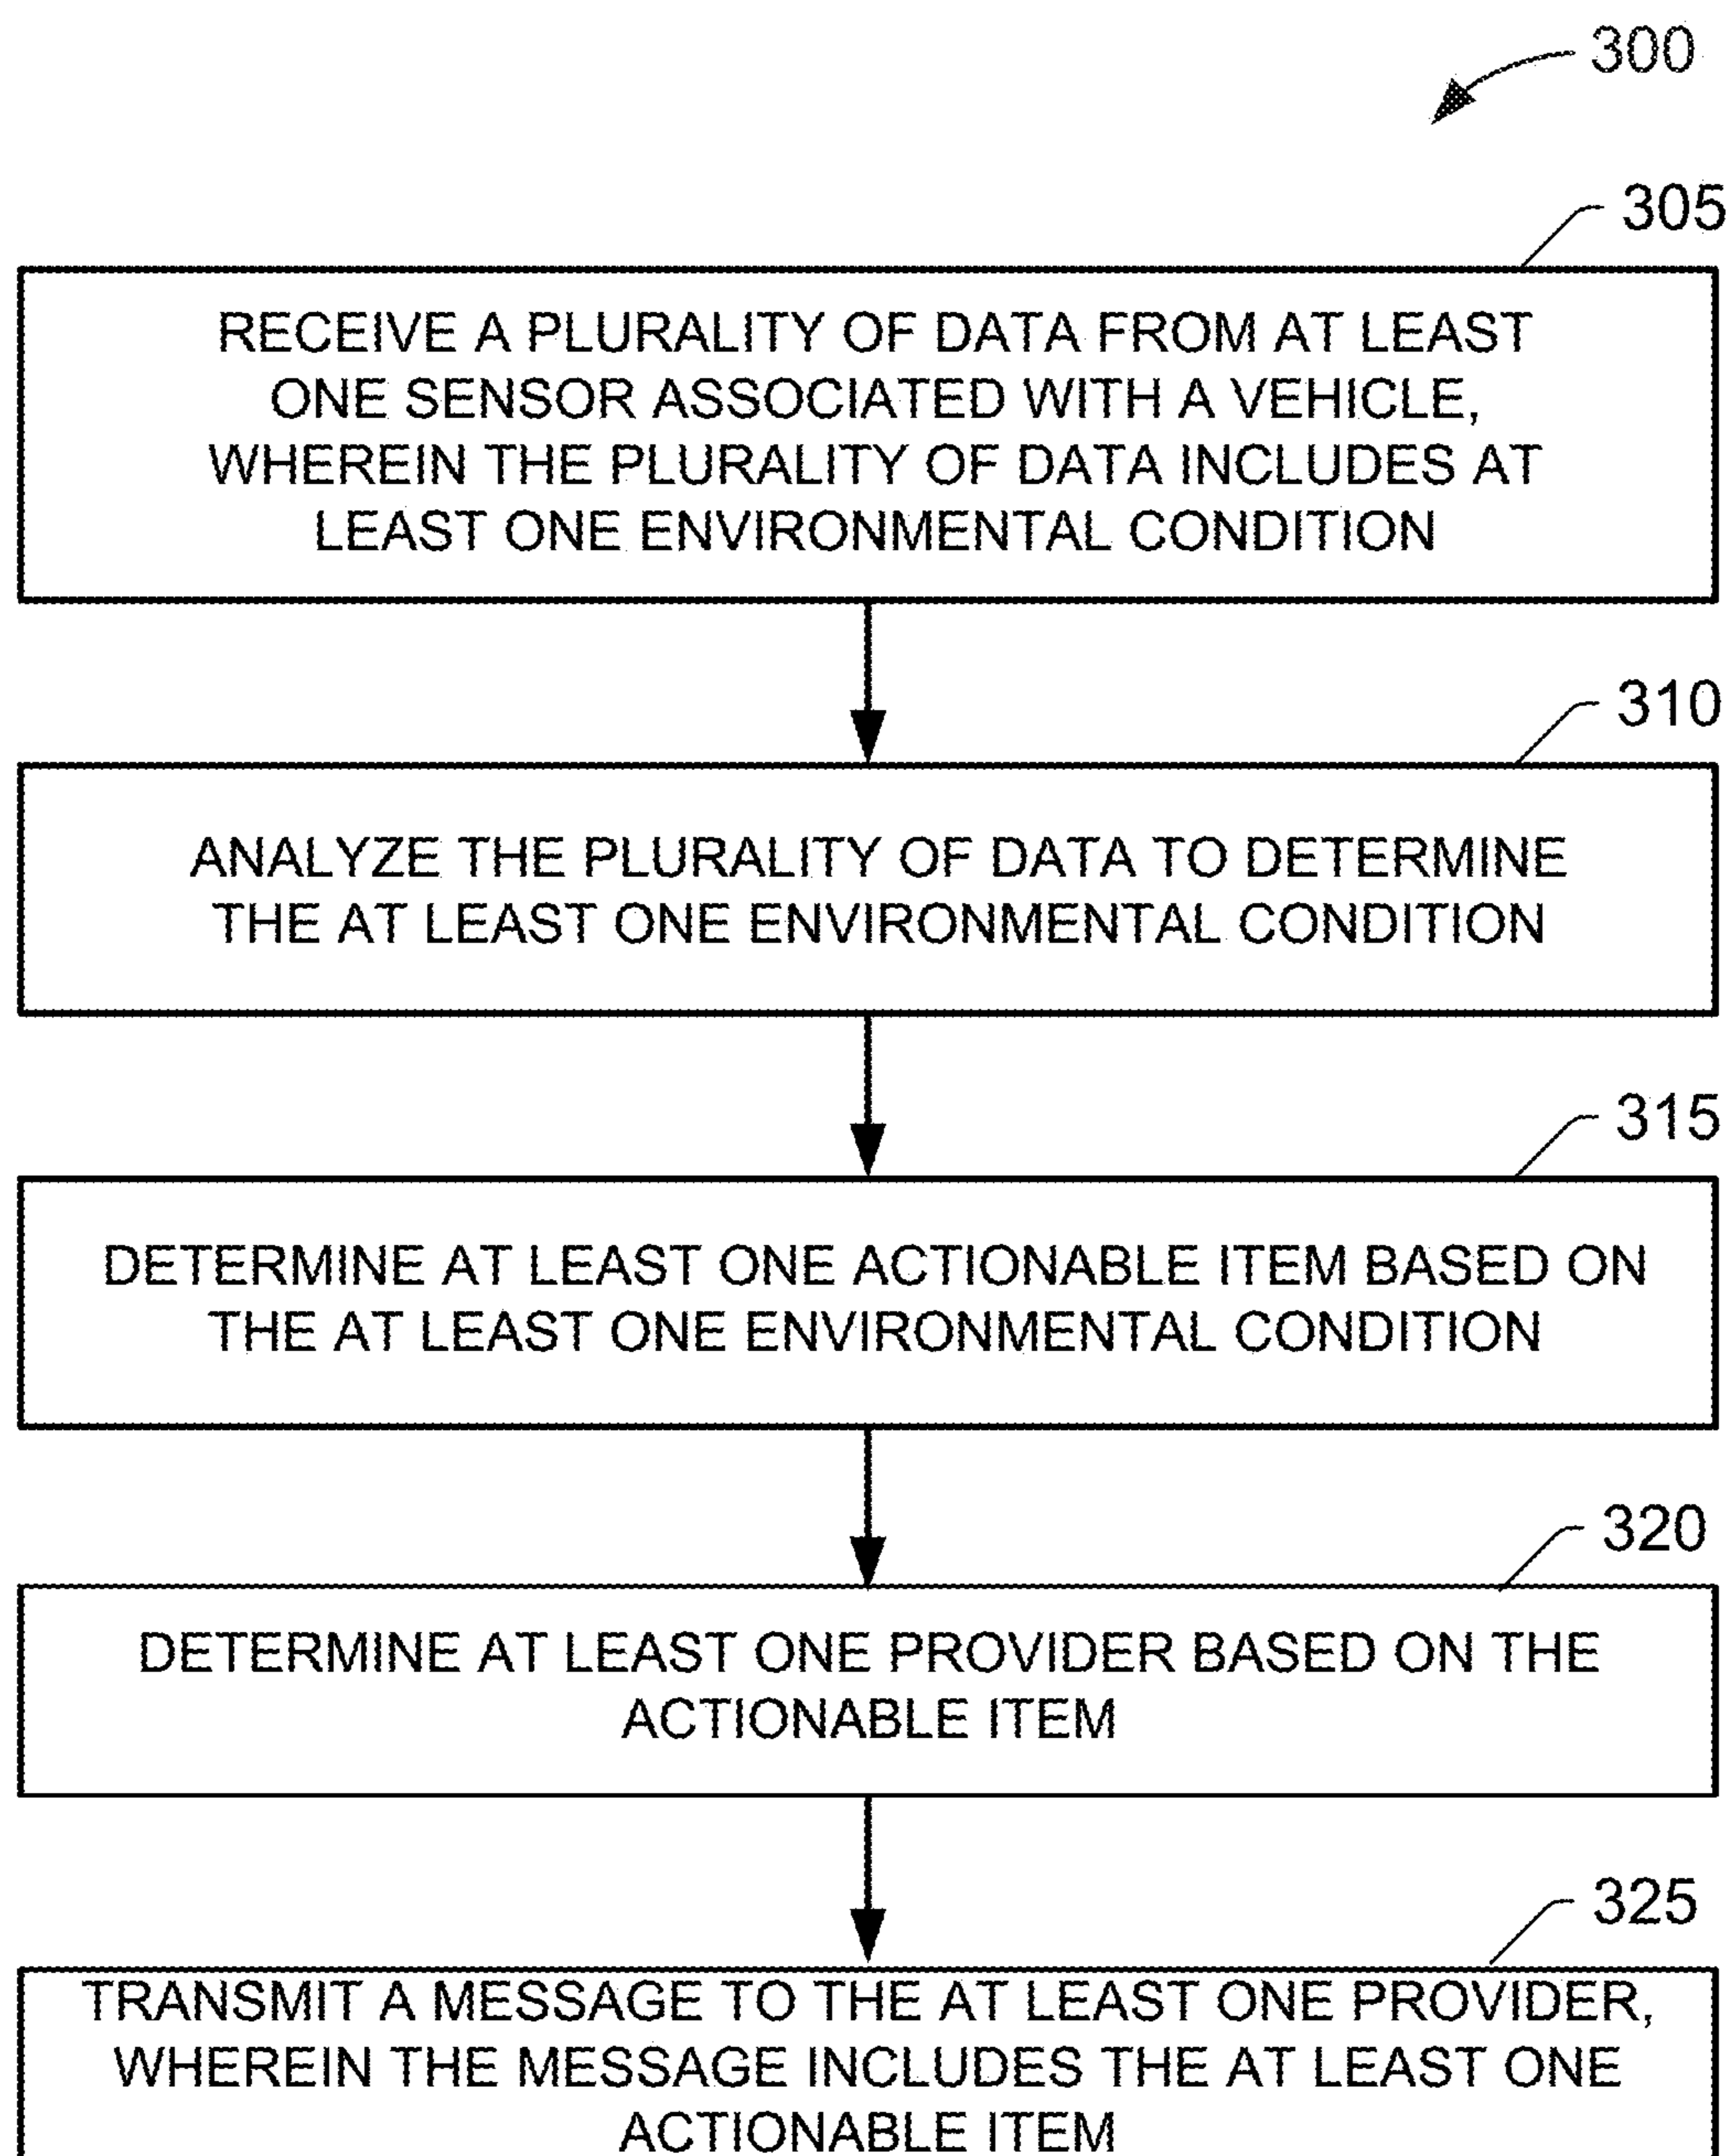 300
305
RECEIVE A PLURALITY OF DATA FROM AT LEAST
ONE SENSOR ASSOCIATED WITH A VEHICLE,
WHEREIN THE PLURALITY OF DATA INCLUDES AT
LEAST ONE ENVIRONMENTAL CONDITION
310
ANALYZE THE PLURALITY OF DATA TO DETERMINE
THE AT LEAST ONE ENVIRONMENTAL CONDITION
315
DETERMINE AT LEAST ONE ACTIONABLE ITEM BASED ON
THE AT LEAST ONE ENVIRONMENTAL CONDITION
320
DETERMINE AT LEAST ONE PROVIDER BASED ON THE
ACTIONABLE ITEM
325
TRANSMIT A MESSAGE TO THE AT LEAST ONE PROVIDER,
WHEREIN THE MESSAGE INCLUDES THE AT LEAST ONE
ACTIONABLE ITEM